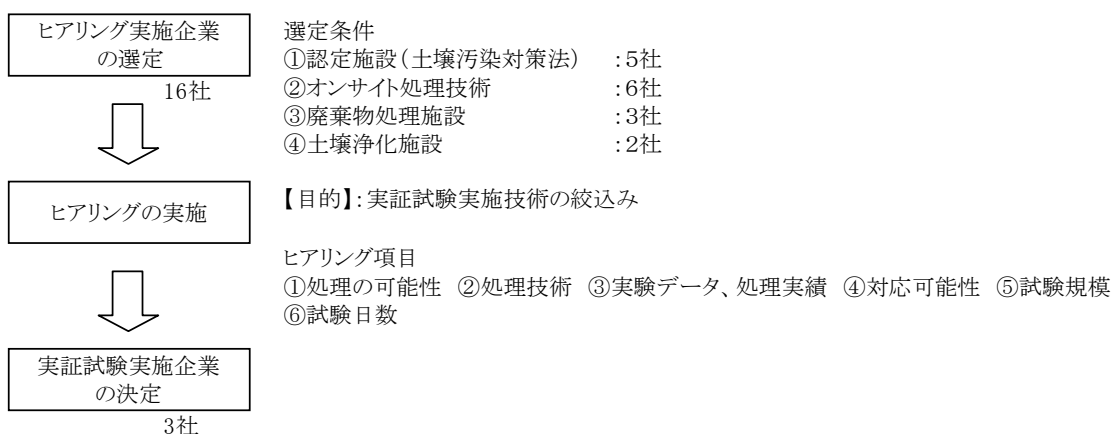 ヒアリング実施企業
の選定
16社
選定条件
①認定施設(土壌汚染対策法) :5社
②オンサイト処理技術 :6社
③廃棄物処理施設 :3社
④土壌浄化施設 :2社
ヒアリングの実施
【目的】:実証試験実施技術の絞込み
ヒアリング項目
①処理の可能性 ②処理技術 ③実験データ、処理実績 ④対応可能性 ⑤試験規模
⑥試験日数
実証試験実施企業
の決定
3社